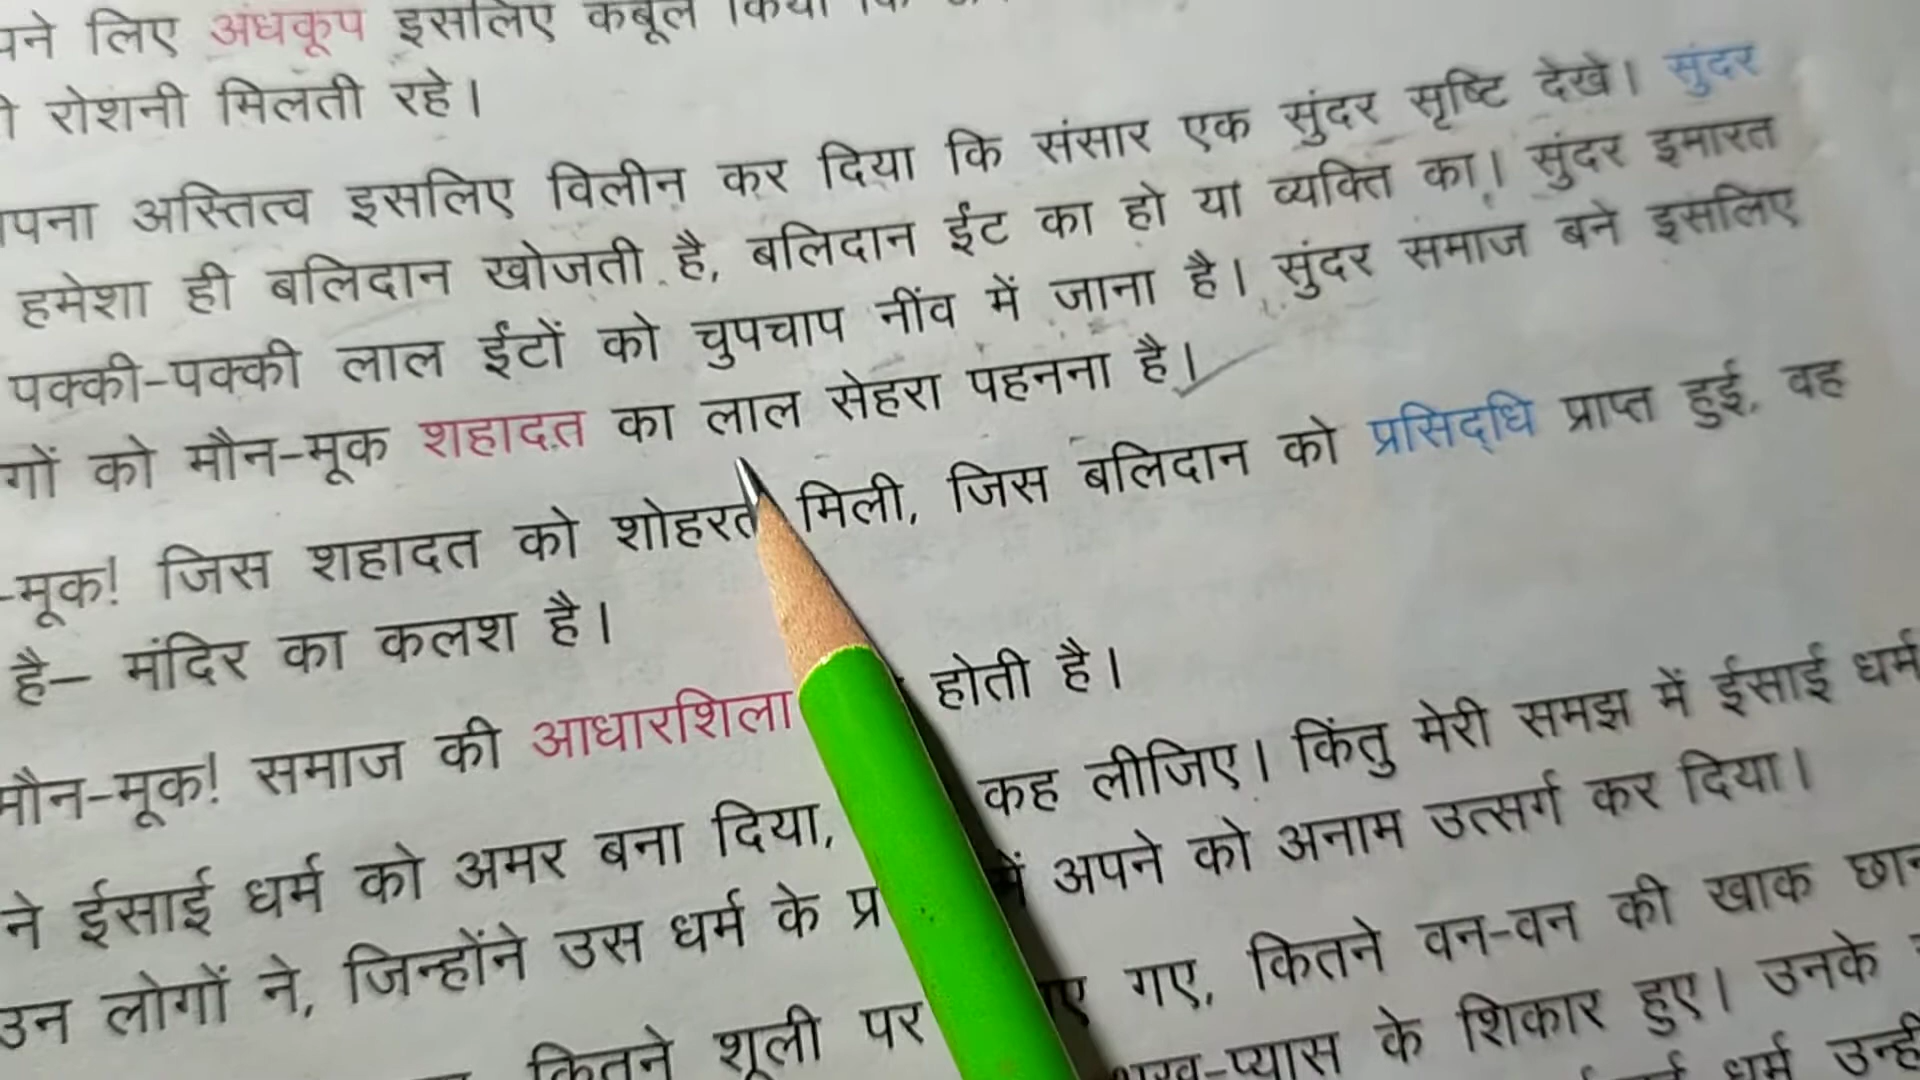 लिए अंधकूप इसलिए कबूल किया
रोशनी मिलती रहे।
अस्तित्व इसलिए विलीन कर दिया कि संसार एक सुंदर सृष्टि देखे। सुंदर
हमेशा ही बलिदान खोजती है, बलिदान ईंट का हो या व्यक्ति का। सुंदर इमारत
पक्की-पक्की लाल ईंटों को चुपचाप नींव में जाना है। सुंदर समाज बने इसलिए
को मौन-मूक शहादत का लाल सेहरा पहनना है।
-मूक! जिस शहादत को शोहरत मिली, जिस बलिदान को प्रसिद्धि प्राप्त हुई, वह
है– मंदिर का कलश है।
मौन-मूक! समाज की आधारशिला होती है।
ने ईसाई धर्म को अमर बना दिया, कह लीजिए। किंतु मेरी समझ में ईसाई धर्म
उन लोगों ने, जिन्होंने उस धर्म के में अपने को अनाम उत्सर्ग कर दिया।
कितने शूली पर गए, कितने वन-वन की खाक
-प्यास के शिकार हुए। उनके
धर्म